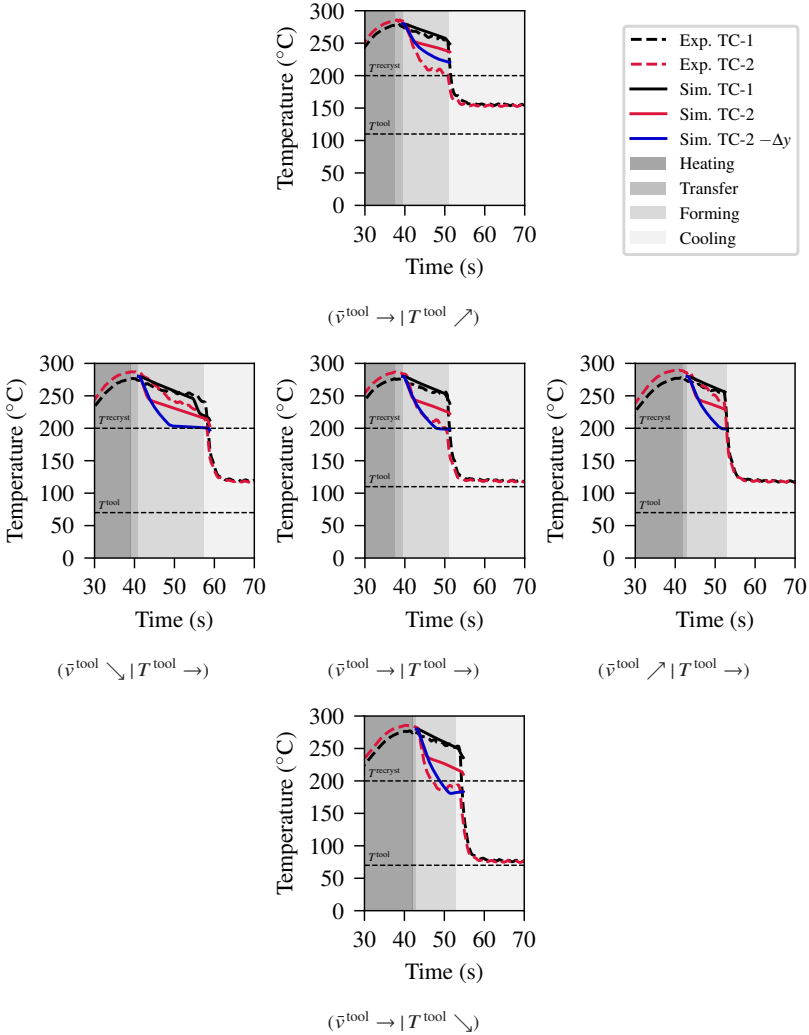 300
250
200
150
100
50
0
Temperature (°C)
T^recryst
T^tool
30 40 50 60 70
Time (s)
(v̄^tool → | T^tool ↗)
Exp. TC-1
Exp. TC-2
Sim. TC-1
Sim. TC-2
Sim. TC-2 −Δy
Heating
Transfer
Forming
Cooling
300
250
200
150
100
50
0
Temperature (°C)
T^recryst
T^tool
30 40 50 60 70
Time (s)
(v̄^tool ↘ | T^tool →)
300
250
200
150
100
50
0
Temperature (°C)
T^recryst
T^tool
30 40 50 60 70
Time (s)
(v̄^tool → | T^tool →)
300
250
200
150
100
50
0
Temperature (°C)
T^recryst
T^tool
30 40 50 60 70
Time (s)
(v̄^tool ↗ | T^tool →)
300
250
200
150
100
50
0
Temperature (°C)
T^recryst
T^tool
30 40 50 60 70
Time (s)
(v̄^tool → | T^tool ↘)